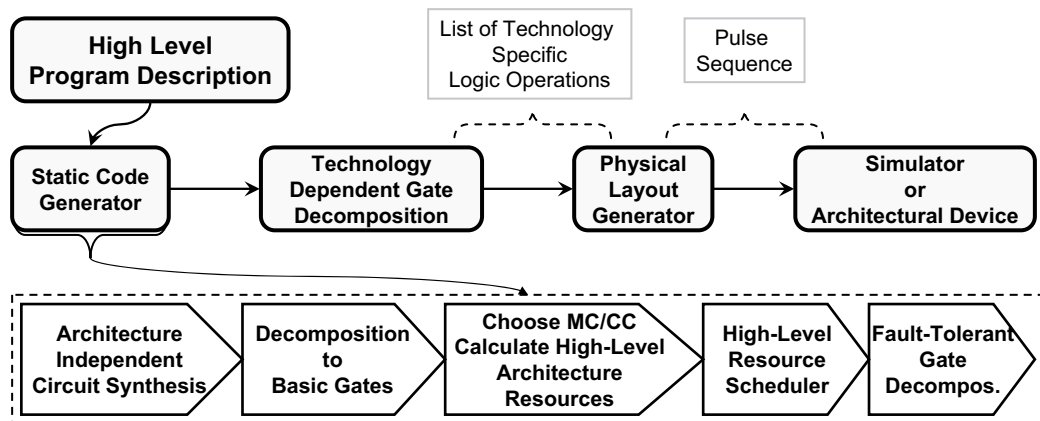 High Level
Program Description
List of Technology
Specific
Logic Operations
Pulse
Sequence
Static Code
Generator
Technology
Dependent Gate
Decomposition
Physical
Layout
Generator
Simulator
or
Architectural Device
Architecture
Independent
Circuit Synthesis
Decomposition
to
Basic Gates
Choose MC/CC
Calculate High-Level
Architecture
Resources
High-Level
Resource
Scheduler
Fault-Tolerant
Gate
Decompos.